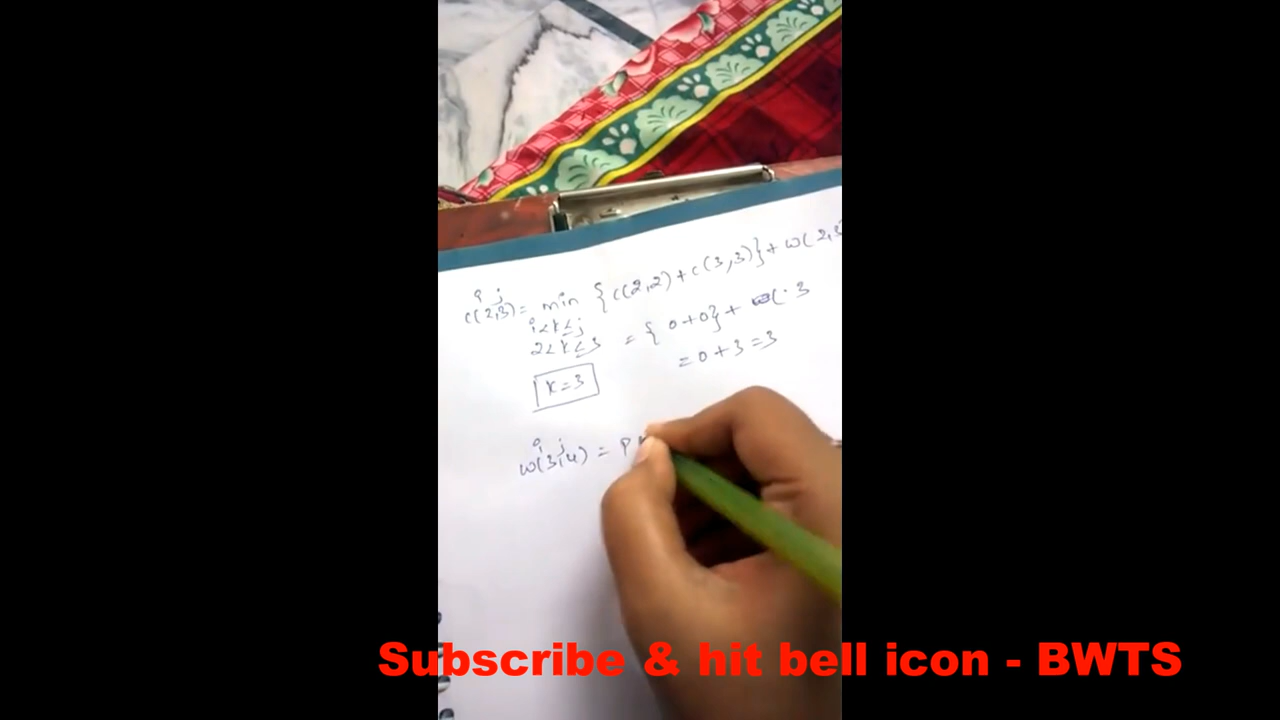 i j
c(2,3) = min {c(2,2) + c(3,3)} + w(2,3
i<k≤j
2<k≤3 = {0+0} + 3
= 0+3 = 3
k=3
i j
w(3,4) = P
Subscribe & hit bell icon - BWTS